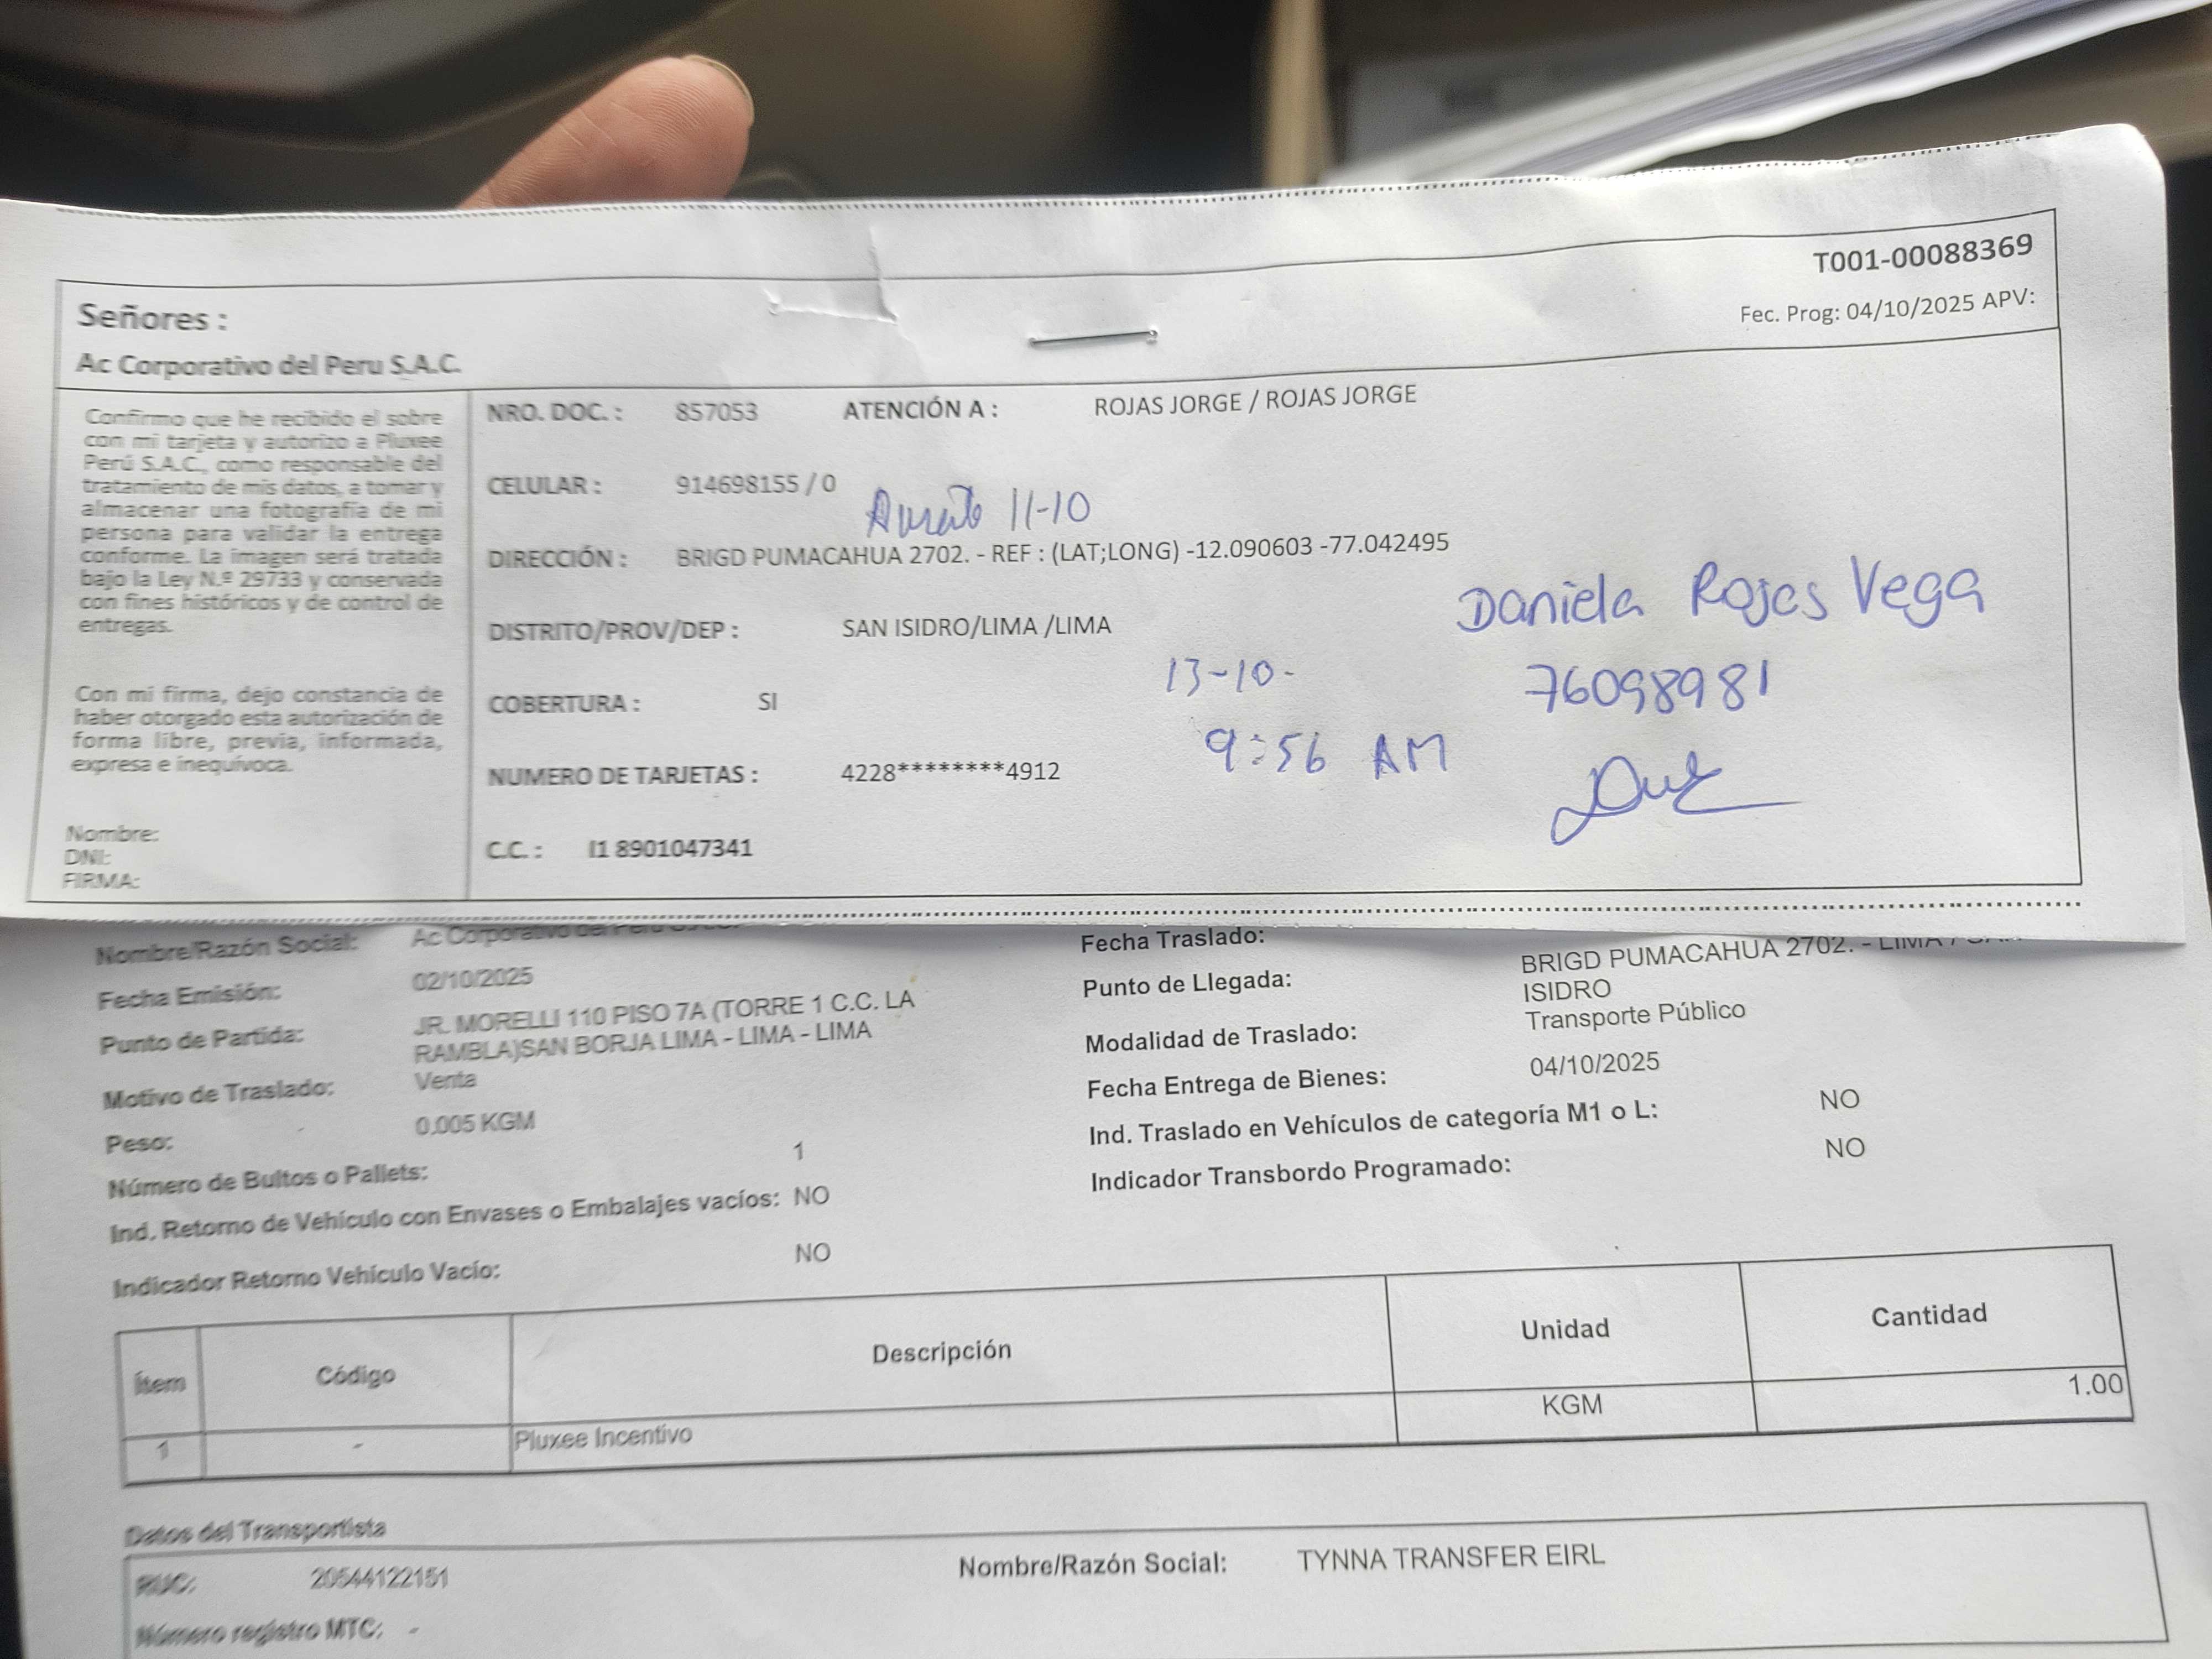 T001-00088369
Señores :
Fec. Prog: 04/10/2025 APV:
Ac Corporativo del Peru S.A.C.
Confirmo que he recibido el sobre
con mi tarjeta y autorizo a Pluxee
Perú S.A.C., como responsable del
tratamiento de mis datos, a tomar y
almacenar una fotografía de mi
persona para validar la entrega
conforme. La imagen será tratada
bajo la Ley N.º 29733 y conservada
con fines históricos y de control de
entregas.
Con mi firma, dejo constancia de
haber otorgado esta autorización de
forma libre, previa, informada,
expresa e inequívoca.
Nombre:
DNI:
FIRMA:
NRO. DOC. : 857053 ATENCIÓN A : ROJAS JORGE / ROJAS JORGE
CELULAR : 914698155 / 0
11-10
DIRECCIÓN : BRIGD PUMACAHUA 2702. - REF : (LAT;LONG) -12.090603 -77.042495
DISTRITO/PROV/DEP : SAN ISIDRO/LIMA /LIMA
COBERTURA : SI
NUMERO DE TARJETAS : 4228********4912
C.C. : I1 8901047341
Daniela Rojas Vega
76098981
13-10-
9:56 AM
Nombre/Razón Social: Ac Corporativo del Peru
Fecha Emisión: 02/10/2025
Punto de Partida: JR. MORELLI 110 PISO 7A (TORRE 1 C.C. LA
RAMBLA)SAN BORJA LIMA - LIMA - LIMA
Motivo de Traslado: Venta
Peso: 0.005 KGM
Número de Bultos o Pallets: 1
Ind. Retorno de Vehículo con Envases o Embalajes vacíos: NO
Indicador Retorno Vehículo Vacío: NO
Fecha Traslado:
Punto de Llegada: BRIGD PUMACAHUA 2702. - LIMA /
ISIDRO
Modalidad de Traslado: Transporte Público
Fecha Entrega de Bienes: 04/10/2025
Ind. Traslado en Vehículos de categoría M1 o L: NO
Indicador Transbordo Programado: NO
Ítem Código Descripción Unidad Cantidad
1 - Pluxee Incentivo KGM 1.00
Datos del Transportista
RUC: 20544122151 Nombre/Razón Social: TYNNA TRANSFER EIRL
Número registro MTC: -